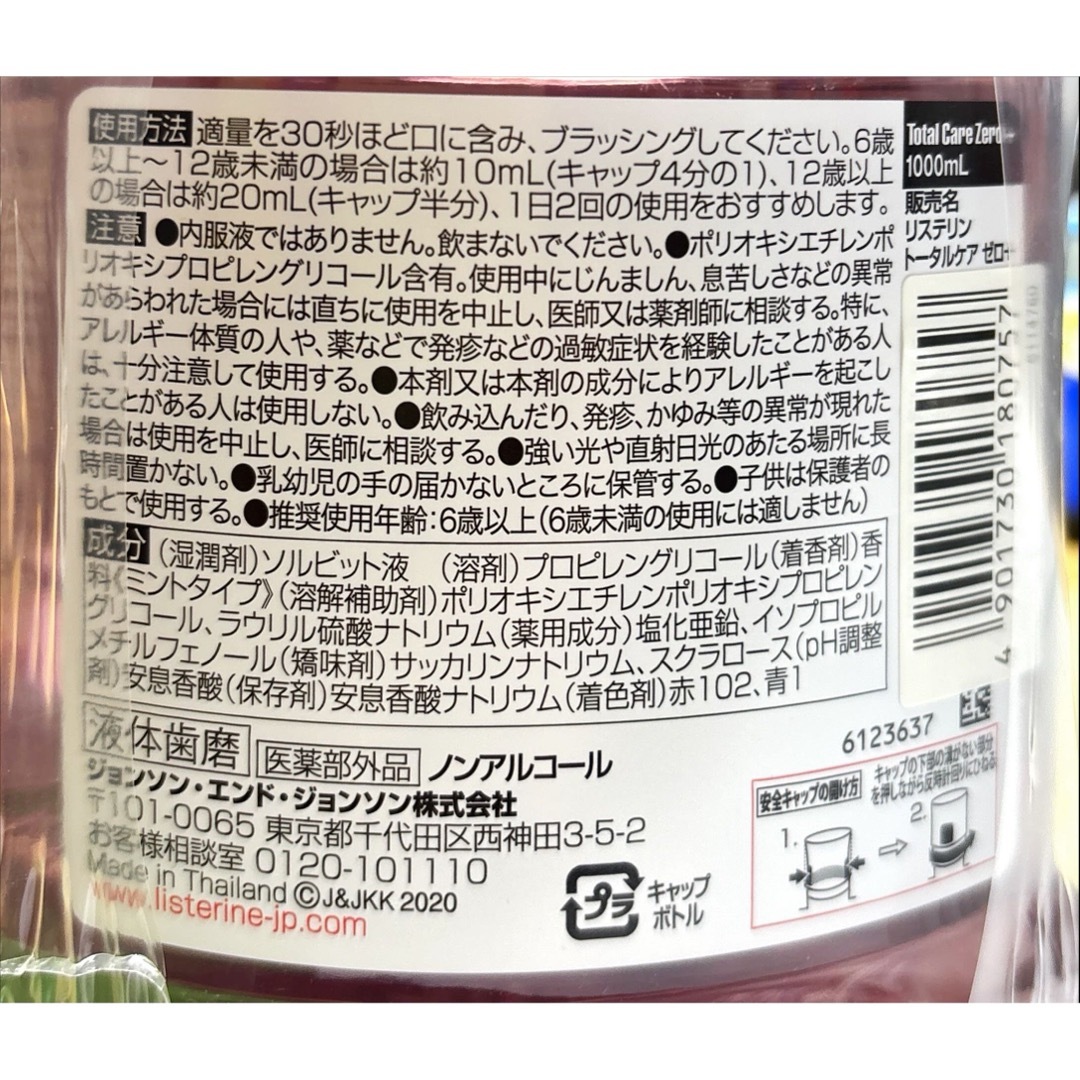 使用方法 適量を30秒ほど口に含み、ブラッシングしてください。6歳
以上～12歳未満の場合は約10mL(キャップ4分の1)、12歳以上
の場合は約20mL(キャップ半分)、1日2回の使用をおすすめします。
注意 ●内服液ではありません。飲まないでください。●ポリオキシエチレンポ
リオキシプロピレングリコール含有。使用中にじんましん、息苦しさなどの異常
があらわれた場合には直ちに使用を中止し、医師又は薬剤師に相談する。特に、
アレルギー体質の人や、薬などで発疹などの過敏症状を経験したことがある人
は、十分注意して使用する。●本剤又は本剤の成分によりアレルギーを起こし
たことがある人は使用しない。●飲み込んだり、発疹、かゆみ等の異常が現れた
場合は使用を中止し、医師に相談する。●強い光や直射日光のあたる場所に長
時間置かない。●乳幼児の手の届かないところに保管する。●子供は保護者の
もとで使用する。●推奨使用年齢：6歳以上(6歳未満の使用には適しません)
成分 (湿潤剤)ソルビット液 (溶剤)プロピレングリコール(着香剤)香
料《ミントタイプ》(溶解補助剤)ポリオキシエチレンポリオキシプロピレン
グリコール、ラウリル硫酸ナトリウム(薬用成分)塩化亜鉛、イソプロピル
メチルフェノール(矯味剤)サッカリンナトリウム、スクラロース(pH調整
剤)安息香酸(保存剤)安息香酸ナトリウム(着色剤)赤102、青1
液体歯磨 医薬部外品 ノンアルコール
ジョンソン・エンド・ジョンソン株式会社
〒101-0065 東京都千代田区西神田3-5-2
お客様相談室 0120-101110
Made in Thailand ©J&JKK 2020
www.listerine-jp.com
プラ
キャップ
ボトル
6123637
安全キャップの開け方
キャップの下部の溝がない部分
を押しながら反時計回りにひねる
1.
2.
Total Care Zero
1000mL
販売名
リステリン
トータルケア ゼロ+
4 901730 180757